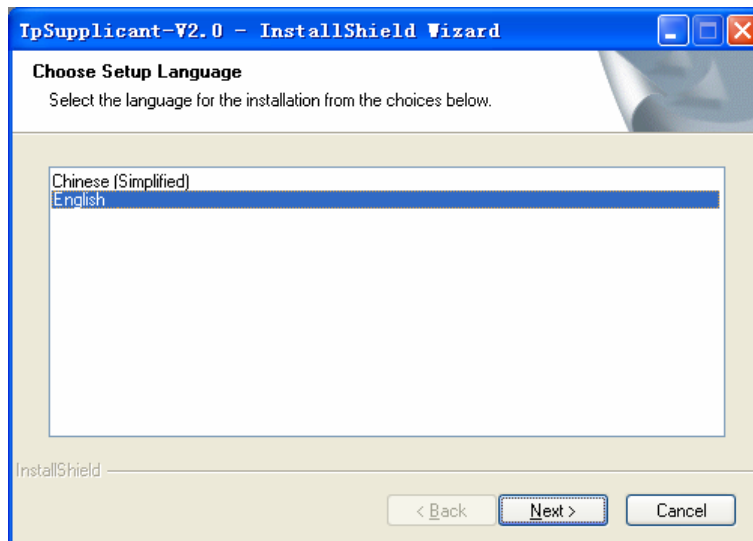 TpSupplicant-V2.0 - InstallShield Wizard
Choose Setup Language
Select the language for the installation from the choices below.
Chinese (Simplified)
English
InstallShield
< Back Next > Cancel